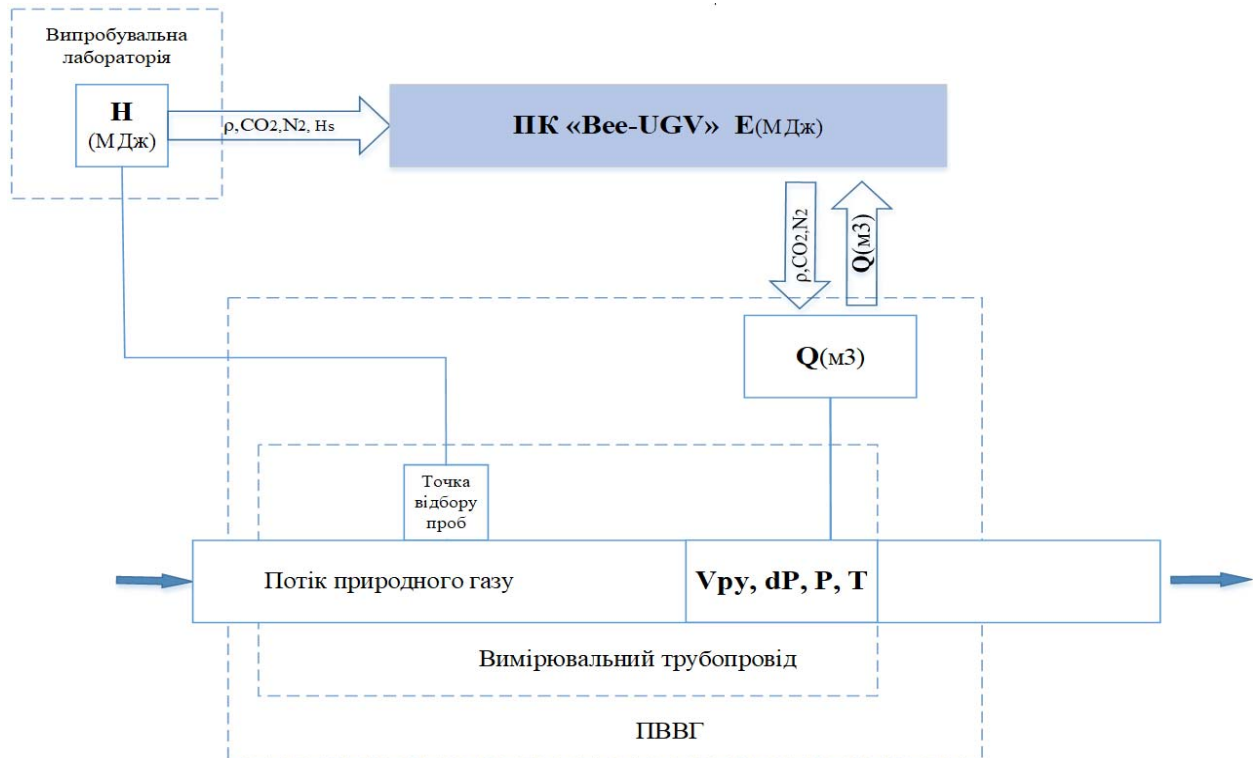 Випробувальна
лабораторія
H
(МДж)
ρ,CO2,N2, Hs
ПК «Bee-UGV» E(МДж)
ρ,CO2,N2
Q(м3)
Q(м3)
Точка
відбору
проб
Потік природного газу
Vру, dP, P, T
Вимірювальний трубопровід
ПВВГ